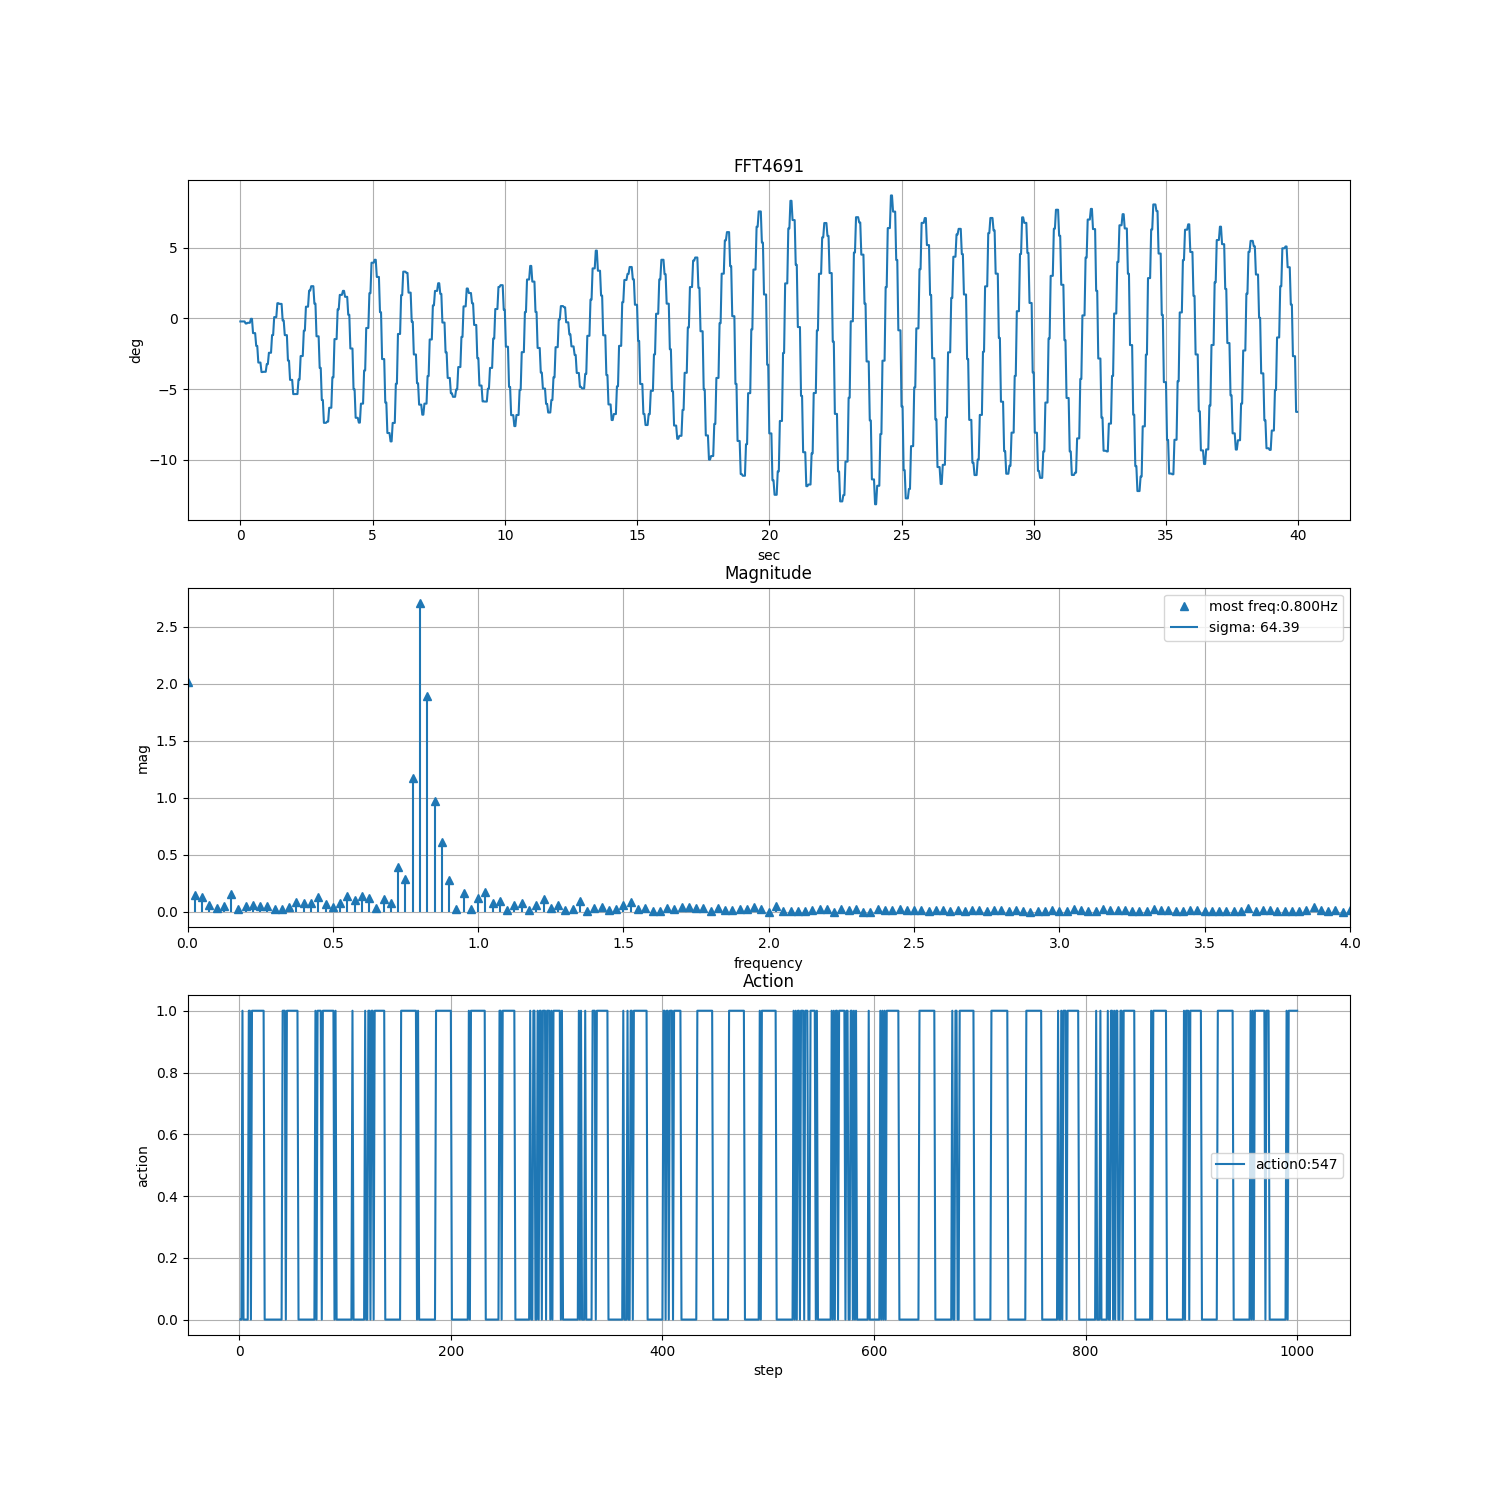 FFT4691
5
0
−5
−10
deg
0 5 10 15 20 25 30 35 40
sec
Magnitude
most freq:0.800Hz
sigma: 64.39
2.5
2.0
1.5
1.0
0.5
0.0
mag
0.0 0.5 1.0 1.5 2.0 2.5 3.0 3.5 4.0
frequency
Action
1.0
0.8
0.6
0.4
0.2
0.0
action
action0:547
0 200 400 600 800 1000
step